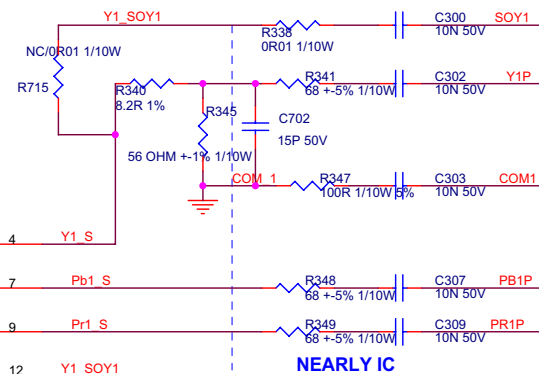 Y1_SOY1
R338
0R01 1/10W
C300
10N 50V
SOY1
NC/0R01 1/10W
R715
R340
8.2R 1%
R341
68 +-5% 1/10W
C302
10N 50V
Y1P
R345
56 OHM +-1% 1/10W
C702
15P 50V
COM_1
R347
100R 1/10W 5%
C303
10N 50V
COM1
4
Y1_S
7
Pb1_S
R348
68 +-5% 1/10W
C307
10N 50V
PB1P
9
Pr1_S
R349
68 +-5% 1/10W
C309
10N 50V
PR1P
12
Y1_SOY1
NEARLY IC